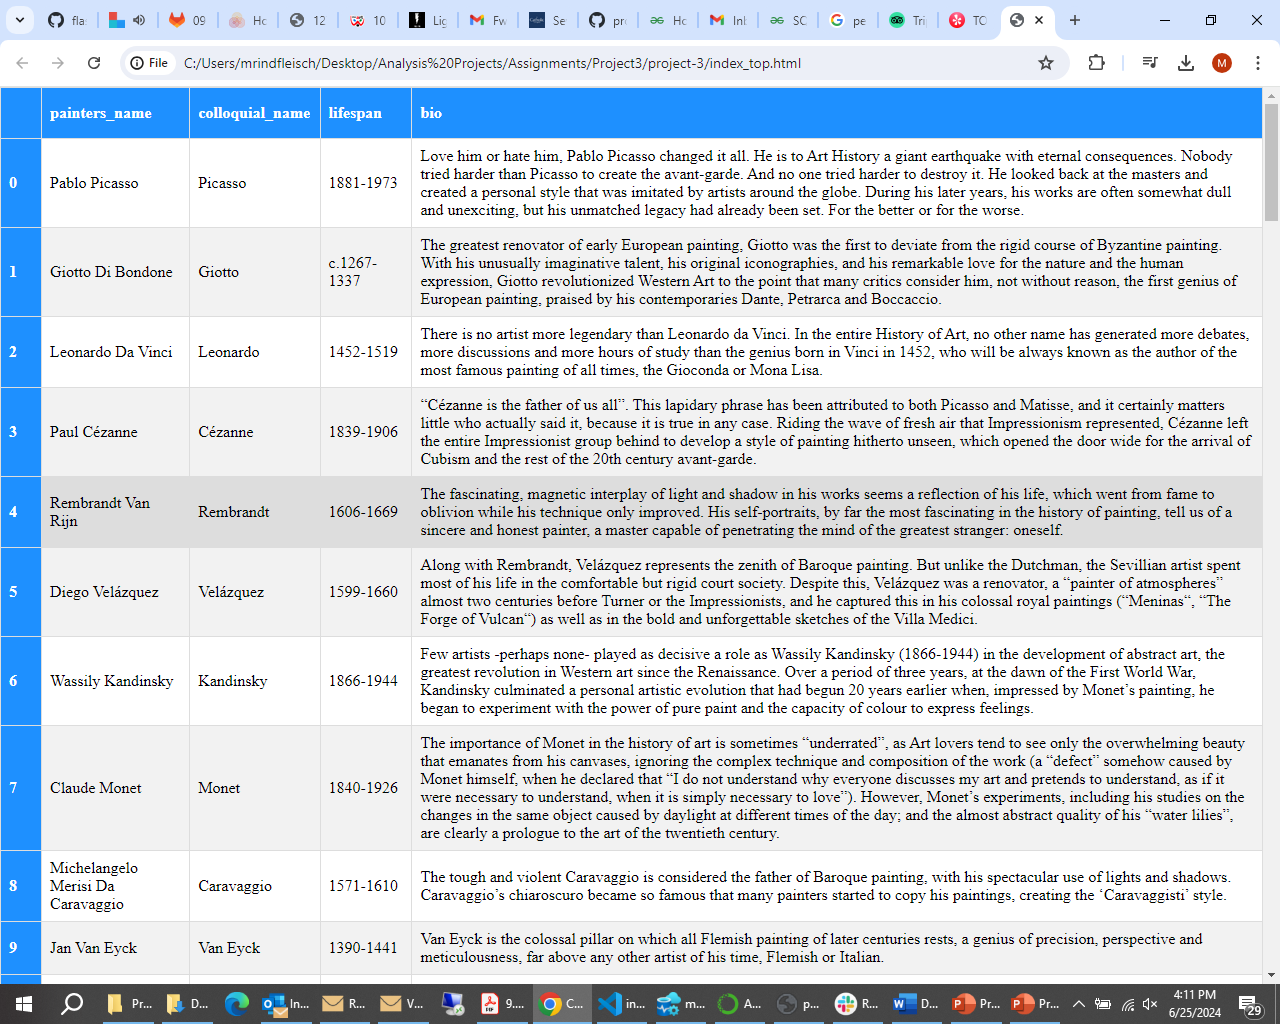 fla
09
Ho
12
10
Lig
Fw
Se
pr
Ho
Inl
SC
pe
Tri
TO
File
C:/Users/mrindfleisch/Desktop/Analysis%20Projects/Assignments/Project3/project-3/index_top.html
M
painters_name colloquial_name lifespan bio
0 Pablo Picasso Picasso 1881-1973
Love him or hate him, Pablo Picasso changed it all. He is to Art History a giant earthquake with eternal consequences. Nobody
tried harder than Picasso to create the avant-garde. And no one tried harder to destroy it. He looked back at the masters and
created a personal style that was imitated by artists around the globe. During his later years, his works are often somewhat dull
and unexciting, but his unmatched legacy had already been set. For the better or for the worse.
1 Giotto Di Bondone Giotto
c.1267-
1337
The greatest renovator of early European painting, Giotto was the first to deviate from the rigid course of Byzantine painting.
With his unusually imaginative talent, his original iconographies, and his remarkable love for the nature and the human
expression, Giotto revolutionized Western Art to the point that many critics consider him, not without reason, the first genius of
European painting, praised by his contemporaries Dante, Petrarca and Boccaccio.
2 Leonardo Da Vinci Leonardo 1452-1519
There is no artist more legendary than Leonardo da Vinci. In the entire History of Art, no other name has generated more debates,
more discussions and more hours of study than the genius born in Vinci in 1452, who will be always known as the author of the
most famous painting of all times, the Gioconda or Mona Lisa.
3 Paul Cézanne Cézanne 1839-1906
“Cézanne is the father of us all”. This lapidary phrase has been attributed to both Picasso and Matisse, and it certainly matters
little who actually said it, because it is true in any case. Riding the wave of fresh air that Impressionism represented, Cézanne left
the entire Impressionist group behind to develop a style of painting hitherto unseen, which opened the door wide for the arrival of
Cubism and the rest of the 20th century avant-garde.
4
Rembrandt Van
Rijn
Rembrandt 1606-1669
The fascinating, magnetic interplay of light and shadow in his works seems a reflection of his life, which went from fame to
oblivion while his technique only improved. His self-portraits, by far the most fascinating in the history of painting, tell us of a
sincere and honest painter, a master capable of penetrating the mind of the greatest stranger: oneself.
5 Diego Velázquez Velázquez 1599-1660
Along with Rembrandt, Velázquez represents the zenith of Baroque painting. But unlike the Dutchman, the Sevillian artist spent
most of his life in the comfortable but rigid court society. Despite this, Velázquez was a renovator, a “painter of atmospheres”
almost two centuries before Turner or the Impressionists, and he captured this in his colossal royal paintings (“Meninas“, “The
Forge of Vulcan“) as well as in the bold and unforgettable sketches of the Villa Medici.
6 Wassily Kandinsky Kandinsky 1866-1944
Few artists -perhaps none- played as decisive a role as Wassily Kandinsky (1866-1944) in the development of abstract art, the
greatest revolution in Western art since the Renaissance. Over a period of three years, at the dawn of the First World War,
Kandinsky culminated a personal artistic evolution that had begun 20 years earlier when, impressed by Monet’s painting, he
began to experiment with the power of pure paint and the capacity of colour to express feelings.
7 Claude Monet Monet 1840-1926
The importance of Monet in the history of art is sometimes “underrated”, as Art lovers tend to see only the overwhelming beauty
that emanates from his canvases, ignoring the complex technique and composition of the work (a “defect” somehow caused by
Monet himself, when he declared that “I do not understand why everyone discusses my art and pretends to understand, as if it
were necessary to understand, when it is simply necessary to love”). However, Monet’s experiments, including his studies on the
changes in the same object caused by daylight at different times of the day; and the almost abstract quality of his “water lilies”,
are clearly a prologue to the art of the twentieth century.
8
Michelangelo
Merisi Da
Caravaggio
Caravaggio 1571-1610
The tough and violent Caravaggio is considered the father of Baroque painting, with his spectacular use of lights and shadows.
Caravaggio’s chiaroscuro became so famous that many painters started to copy his paintings, creating the ‘Caravaggisti’ style.
9 Jan Van Eyck Van Eyck 1390-1441
Van Eyck is the colossal pillar on which all Flemish painting of later centuries rests, a genius of precision, perspective and
meticulousness, far above any other artist of his time, Flemish or Italian.
Pr...
D...
In...
R...
V...
9....
C...
in...
m...
A...
p...
R...
D...
Pr...
Pr...
4:11 PM
6/25/2024
29